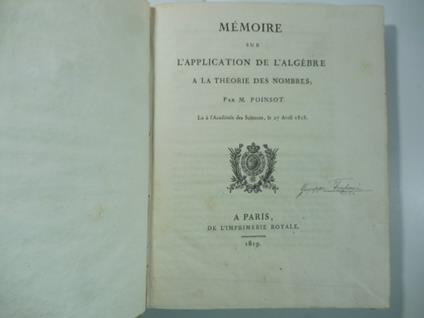 MÉMOIRE
SUR
L'APPLICATION DE L'ALGÈBRE
A LA THÉORIE DES NOMBRES;
PAR M. POINSOT.
Lu à l'Académie des Sciences, le 27 Avril 1818.
Giuseppe
A PARIS,
DE L'IMPRIMERIE ROYALE.
1819.